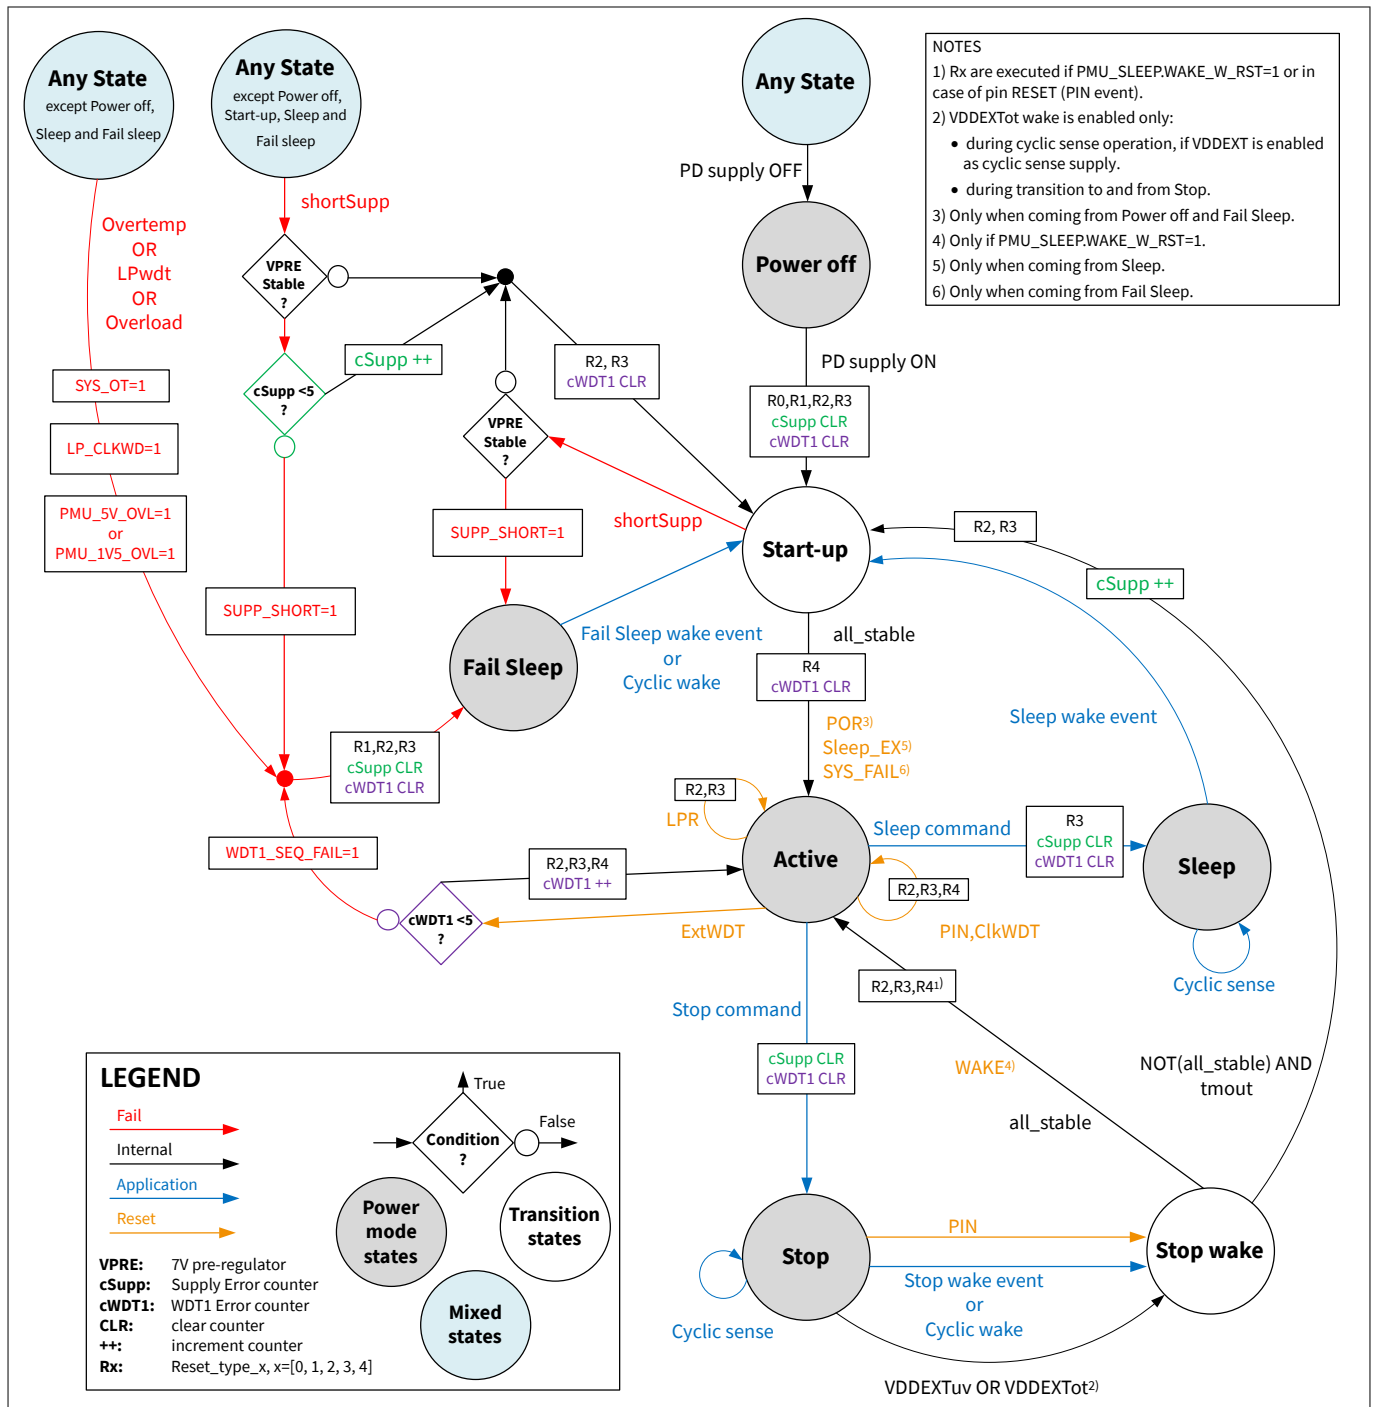 Any State
except Power off,
Sleep and Fail sleep
Any State
except Power off,
Start-up, Sleep and
Fail sleep
Any State
NOTES
1) Rx are executed if PMU_SLEEP.WAKE_W_RST=1 or in
case of pin RESET (PIN event).
2) VDDEXTot wake is enabled only:
• during cyclic sense operation, if VDDEXT is enabled
as cyclic sense supply.
• during transition to and from Stop.
3) Only when coming from Power off and Fail Sleep.
4) Only if PMU_SLEEP.WAKE_W_RST=1.
5) Only when coming from Sleep.
6) Only when coming from Fail Sleep.
PD supply OFF
shortSupp
Overtemp
OR
LPwdt
OR
Overload
VPRE
Stable
?
Power off
cSupp ++
R2, R3
cWDT1 CLR
PD supply ON
SYS_OT=1
cSupp <5
?
R0,R1,R2,R3
cSupp CLR
cWDT1 CLR
LP_CLKWD=1
VPRE
Stable
?
PMU_5V_OVL=1
or
PMU_1V5_OVL=1
SUPP_SHORT=1
shortSupp
Start-up
R2, R3
cSupp ++
SUPP_SHORT=1
Fail Sleep
Fail Sleep wake event
or
Cyclic wake
all_stable
R4
cWDT1 CLR
Sleep wake event
POR3)
Sleep_EX5)
SYS_FAIL6)
R1,R2,R3
cSupp CLR
cWDT1 CLR
R2,R3
LPR
Active
Sleep command
R3
cSupp CLR
cWDT1 CLR
Sleep
WDT1_SEQ_FAIL=1
R2,R3,R4
cWDT1 ++
R2,R3,R4
cWDT1 <5
?
ExtWDT
PIN,ClkWDT
Cyclic sense
R2,R3,R41)
Stop command
cSupp CLR
cWDT1 CLR
WAKE4)
NOT(all_stable) AND
tmout
all_stable
LEGEND
Fail
Internal
Application
Reset
True
Condition
?
False
Power
mode
states
Transition
states
Mixed
states
VPRE: 7V pre-regulator
cSupp: Supply Error counter
cWDT1: WDT1 Error counter
CLR: clear counter
++: increment counter
Rx: Reset_type_x, x=[0, 1, 2, 3, 4]
Stop
PIN
Stop wake event
or
Cyclic wake
Stop wake
Cyclic sense
VDDEXTuv OR VDDEXTot2)